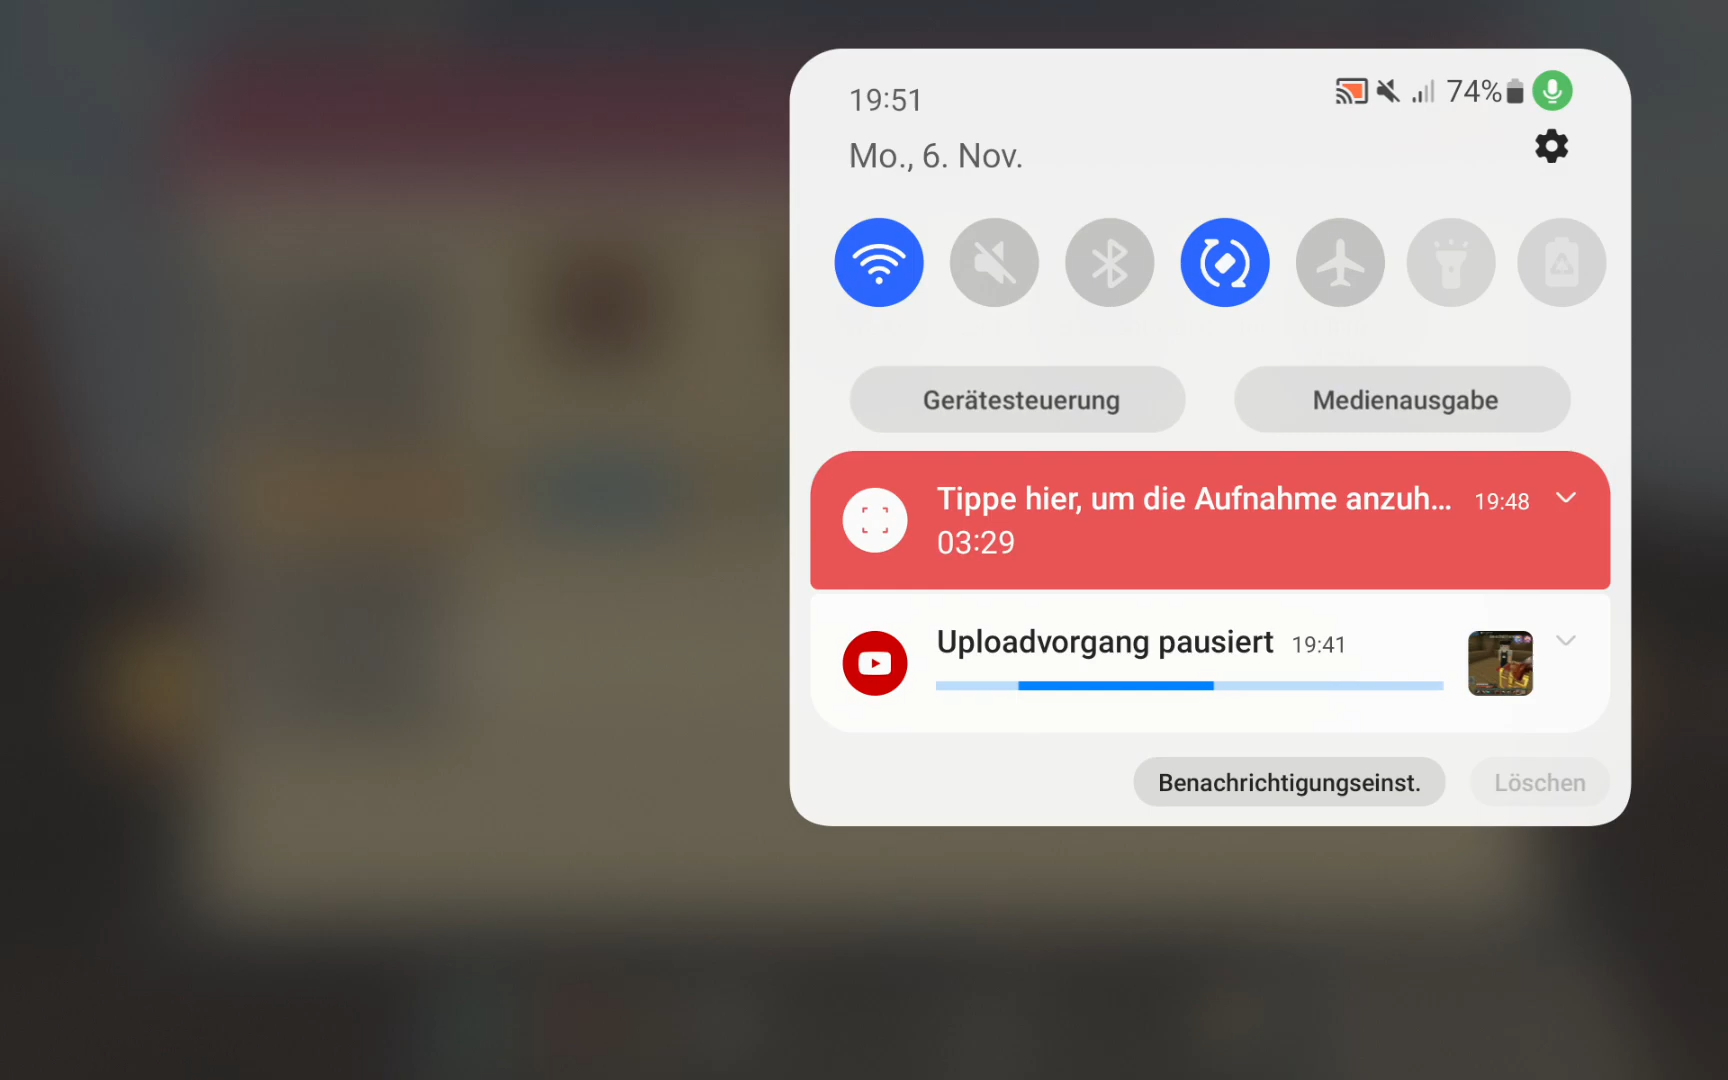 19:51
74%
Mo., 6. Nov.
Gerätesteuerung
Medienausgabe
Tippe hier, um die Aufnahme anzuh... 19:48
03:29
Uploadvorgang pausiert 19:41
Benachrichtigungseinst.
Löschen